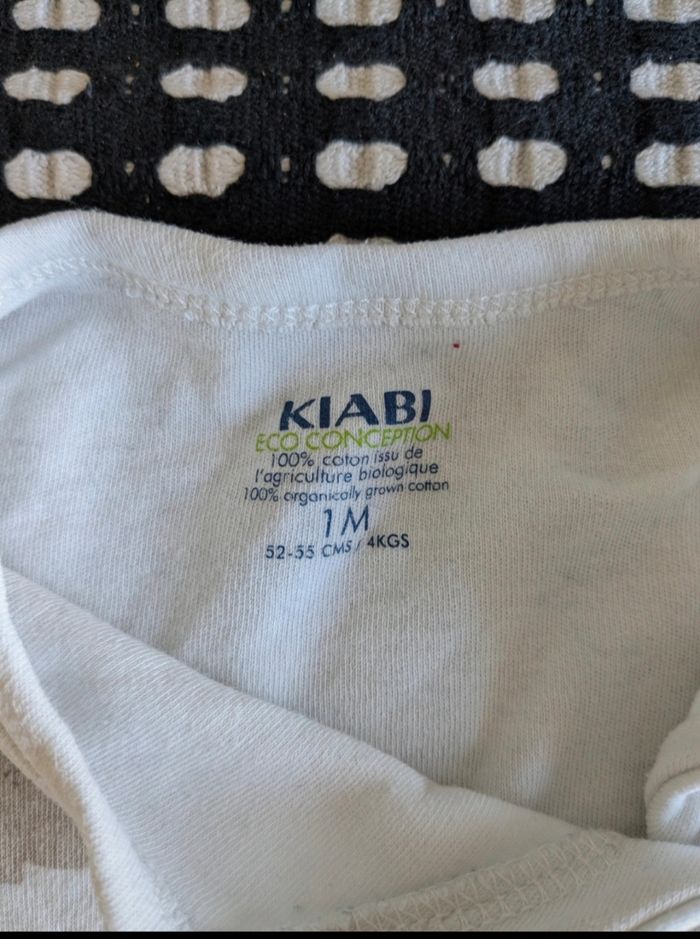 KIABI
ECO CONCEPTION
100% coton issu de
l'agriculture biologique
100% organically grown cotton
1M
52-55 CMS / 4KGS